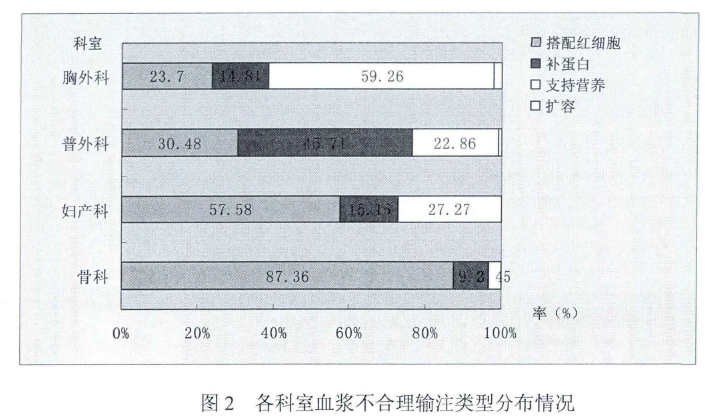 科室
搭配红细胞
补蛋白
支持营养
扩容
胸外科 23.7 14.81 59.26
普外科 30.48 45.71 22.86
妇产科 57.58 15.15 27.27
骨科 87.36 9.2 45
率（%）
0% 20% 40% 60% 80% 100%
图 2 各科室血浆不合理输注类型分布情况